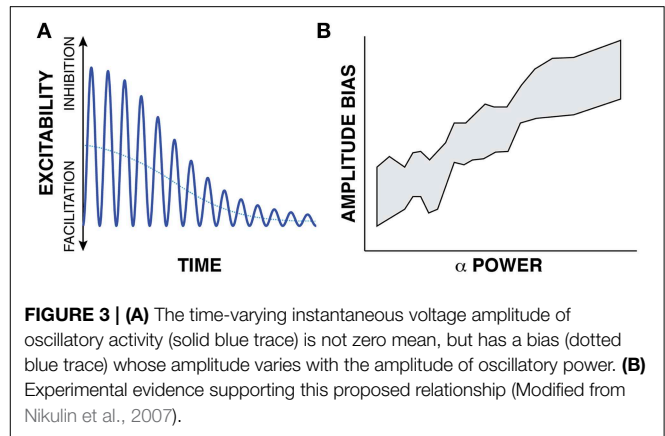 A
B
EXCITABILITY
INHIBITION
FACILITATION
TIME
AMPLITUDE BIAS
α POWER
FIGURE 3 | (A) The time-varying instantaneous voltage amplitude of
oscillatory activity (solid blue trace) is not zero mean, but has a bias (dotted
blue trace) whose amplitude varies with the amplitude of oscillatory power. (B)
Experimental evidence supporting this proposed relationship (Modified from
Nikulin et al., 2007).